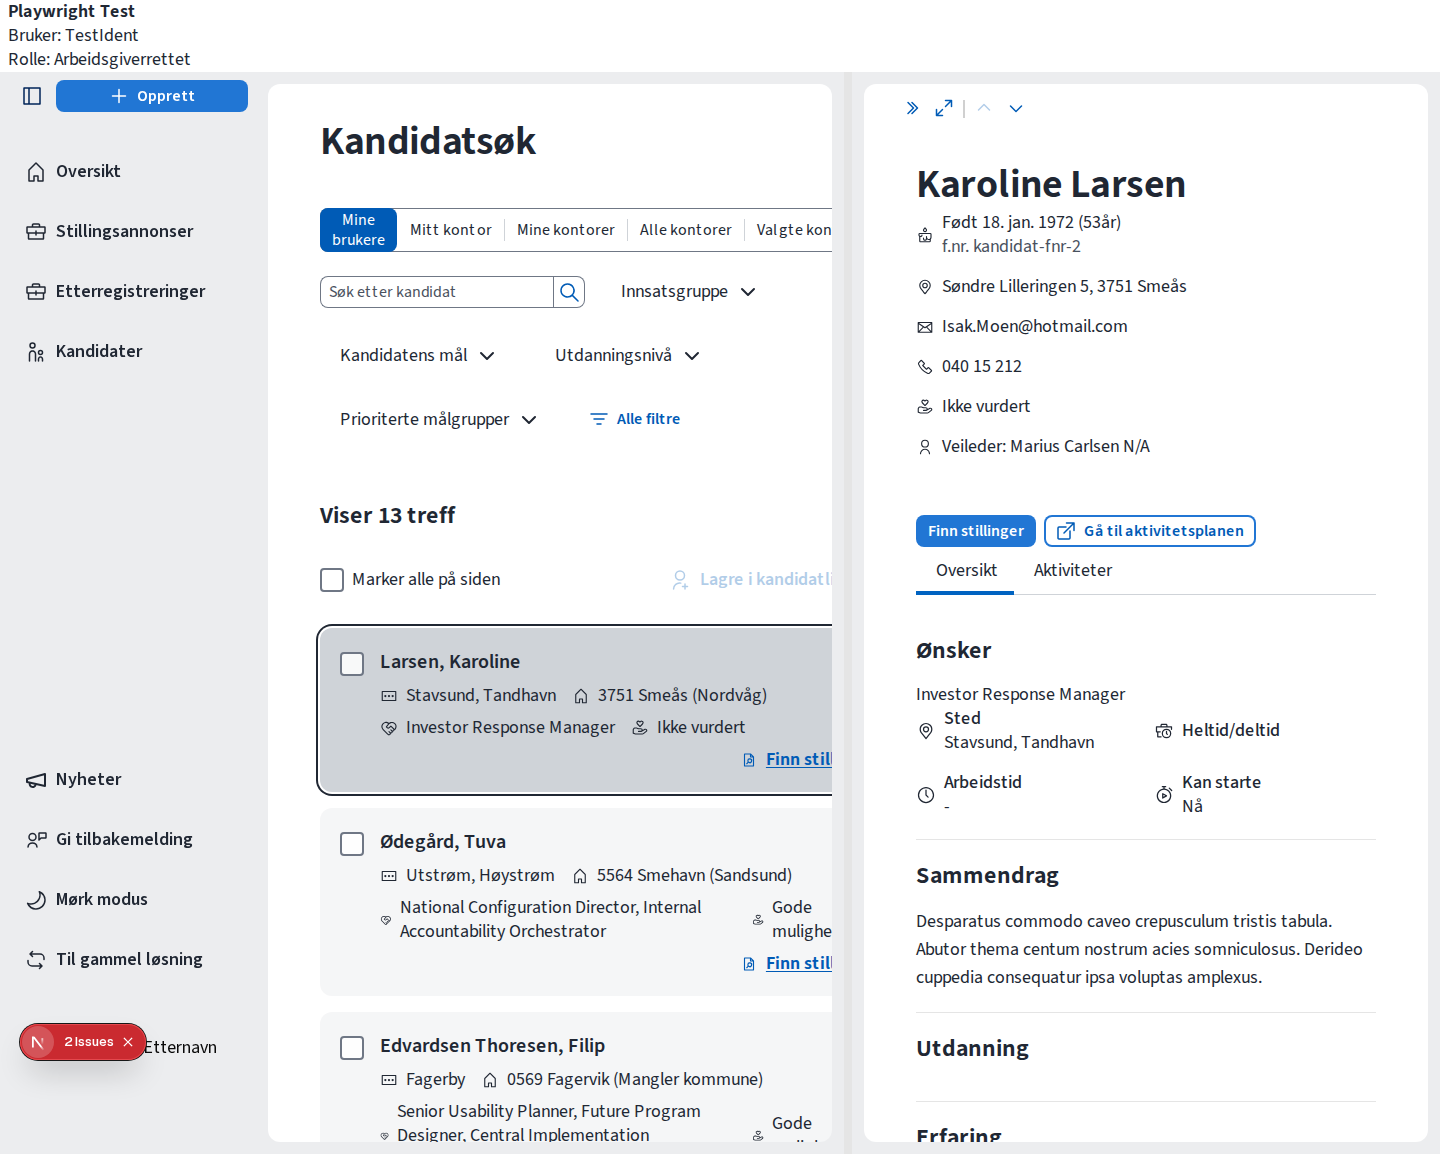 Playwright Test
Bruker: TestIdent
Rolle: Arbeidsgiverrettet
Opprett
Oversikt
Stillingsannonser
Etterregistreringer
Kandidater
Nyheter
Gi tilbakemelding
Mørk modus
Til gammel løsning
2 Issues
Etternavn
Kandidatsøk
Mine
brukere
Mitt kontor
Mine kontorer
Alle kontorer
Valgte kon
Søk etter kandidat
Innsatsgruppe
Kandidatens mål
Utdanningsnivå
Prioriterte målgrupper
Alle filtre
Viser 13 treff
Marker alle på siden
Lagre i kandidatli
Larsen, Karoline
Stavsund, Tandhavn
3751 Smeås (Nordvåg)
Investor Response Manager
Ikke vurdert
Finn still
Ødegård, Tuva
Utstrøm, Høystrøm
5564 Smehavn (Sandsund)
National Configuration Director, Internal
Accountability Orchestrator
Gode
mulighe
Finn still
Edvardsen Thoresen, Filip
Fagerby
0569 Fagervik (Mangler kommune)
Senior Usability Planner, Future Program
Designer, Central Implementation
Gode
Karoline Larsen
Født 18. jan. 1972 (53år)
f.nr. kandidat-fnr-2
Søndre Lilleringen 5, 3751 Smeås
Isak.Moen@hotmail.com
040 15 212
Ikke vurdert
Veileder: Marius Carlsen N/A
Finn stillinger
Gå til aktivitetsplanen
Oversikt
Aktiviteter
Ønsker
Investor Response Manager
Sted
Stavsund, Tandhavn
Heltid/deltid
Arbeidstid
-
Kan starte
Nå
Sammendrag
Desparatus commodo caveo crepusculum tristis tabula.
Abutor thema centum nostrum acies somniculosus. Derideo
cuppedia consequatur ipsa voluptas amplexus.
Utdanning
Erfaring